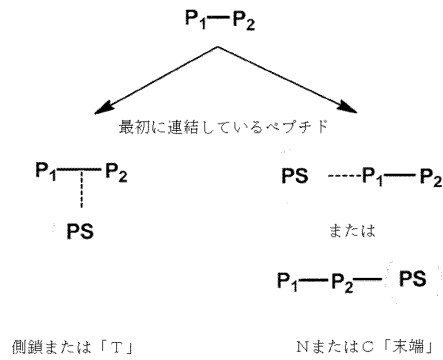 P₁—P₂
最初に連結しているペプチド
P₁—P₂
PS
PS ----P₁—P₂
または
P₁—P₂—PS
側鎖または「T」
NまたはC「末端」